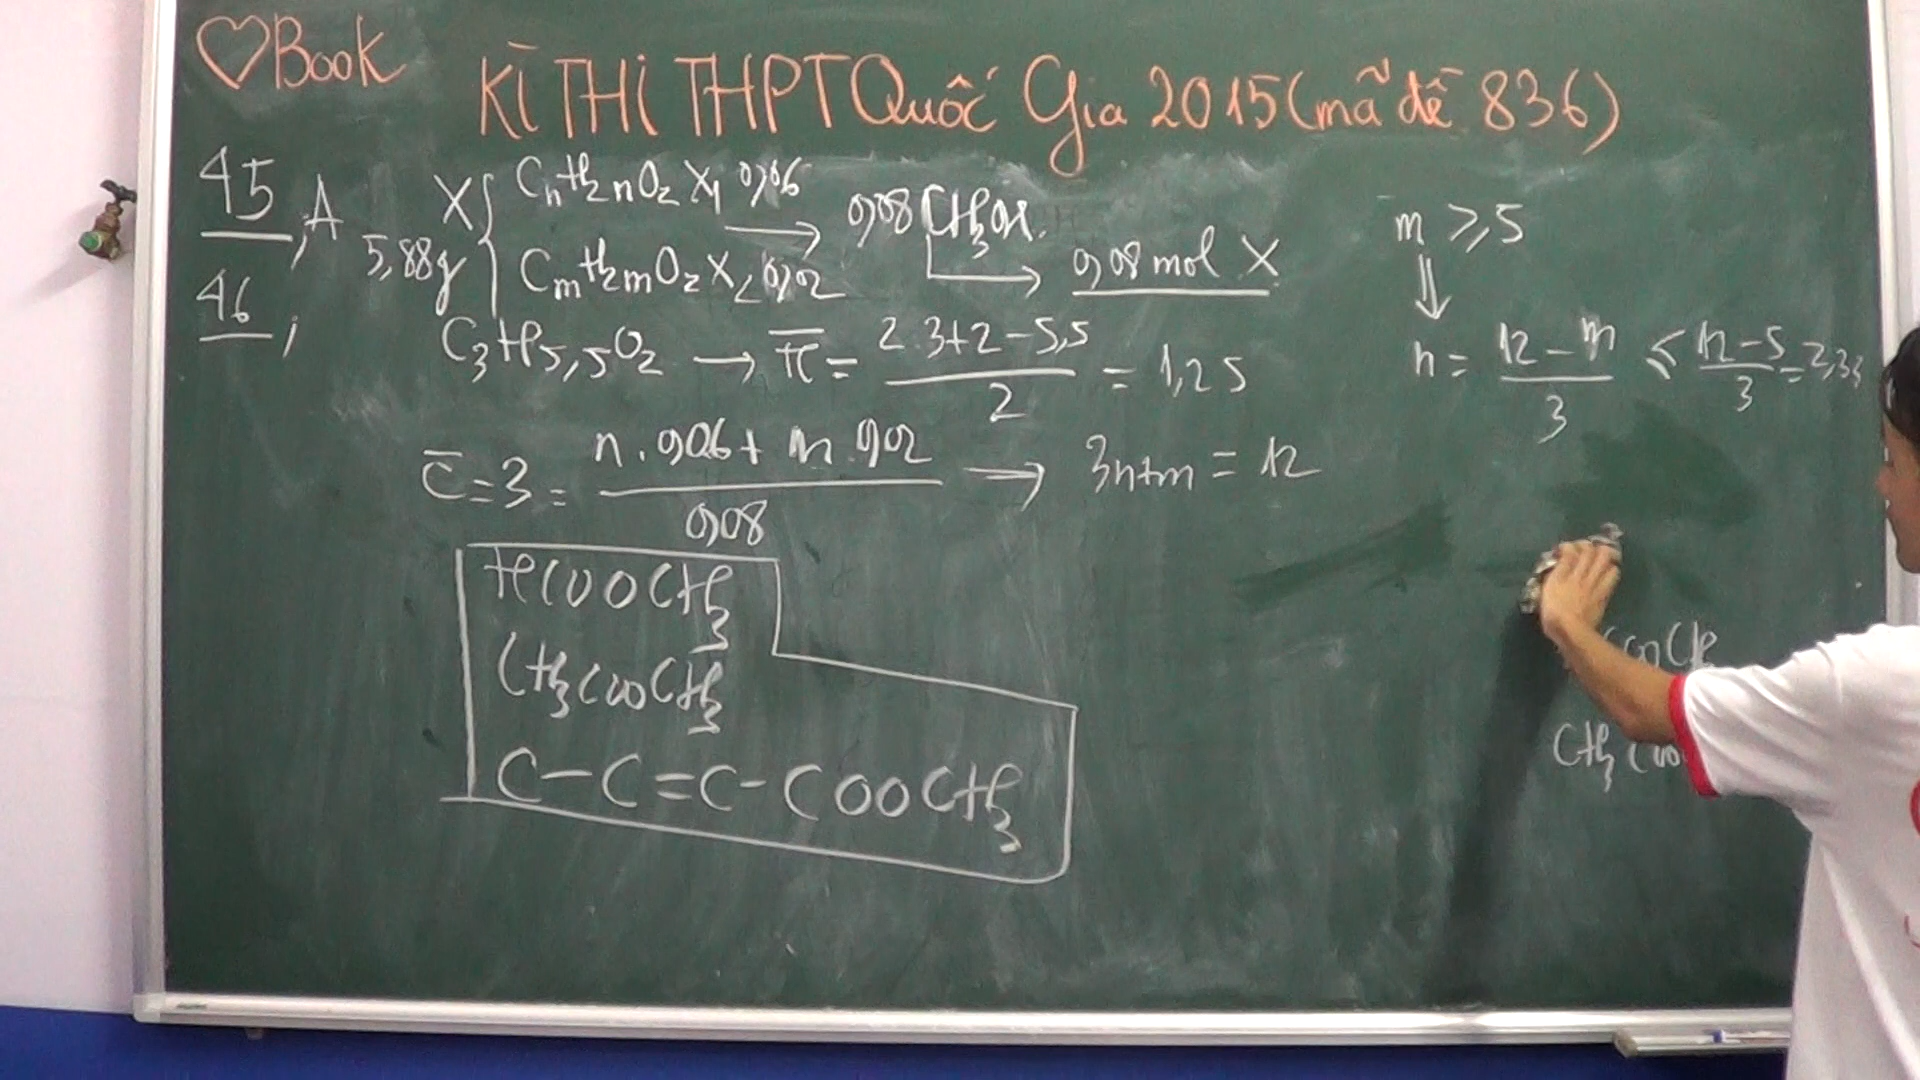 ♡Book
KÌ THI THPT Quốc Gia 2015 (mã đề 836)
45, A
46,
X { CnH2nO2 X1 0,06
5,88g { CmH2mO2 X2 0,02
→ 0,08 CH3OH.
→ 0,08 mol X
C3H5,5O2 → π̅ = (2.3+2-5,5)/2 = 1,25
C̅ = 3 = (n.0,06 + m.0,02)/0,08 → 3n+m = 12
HCOOCH3
CH3COOCH3
C-C=C-COOCH3
m ≥ 5
⇓
n = (12-m)/3 ≤ (12-5)/3 = 2,33
COOCH3
CH3COO